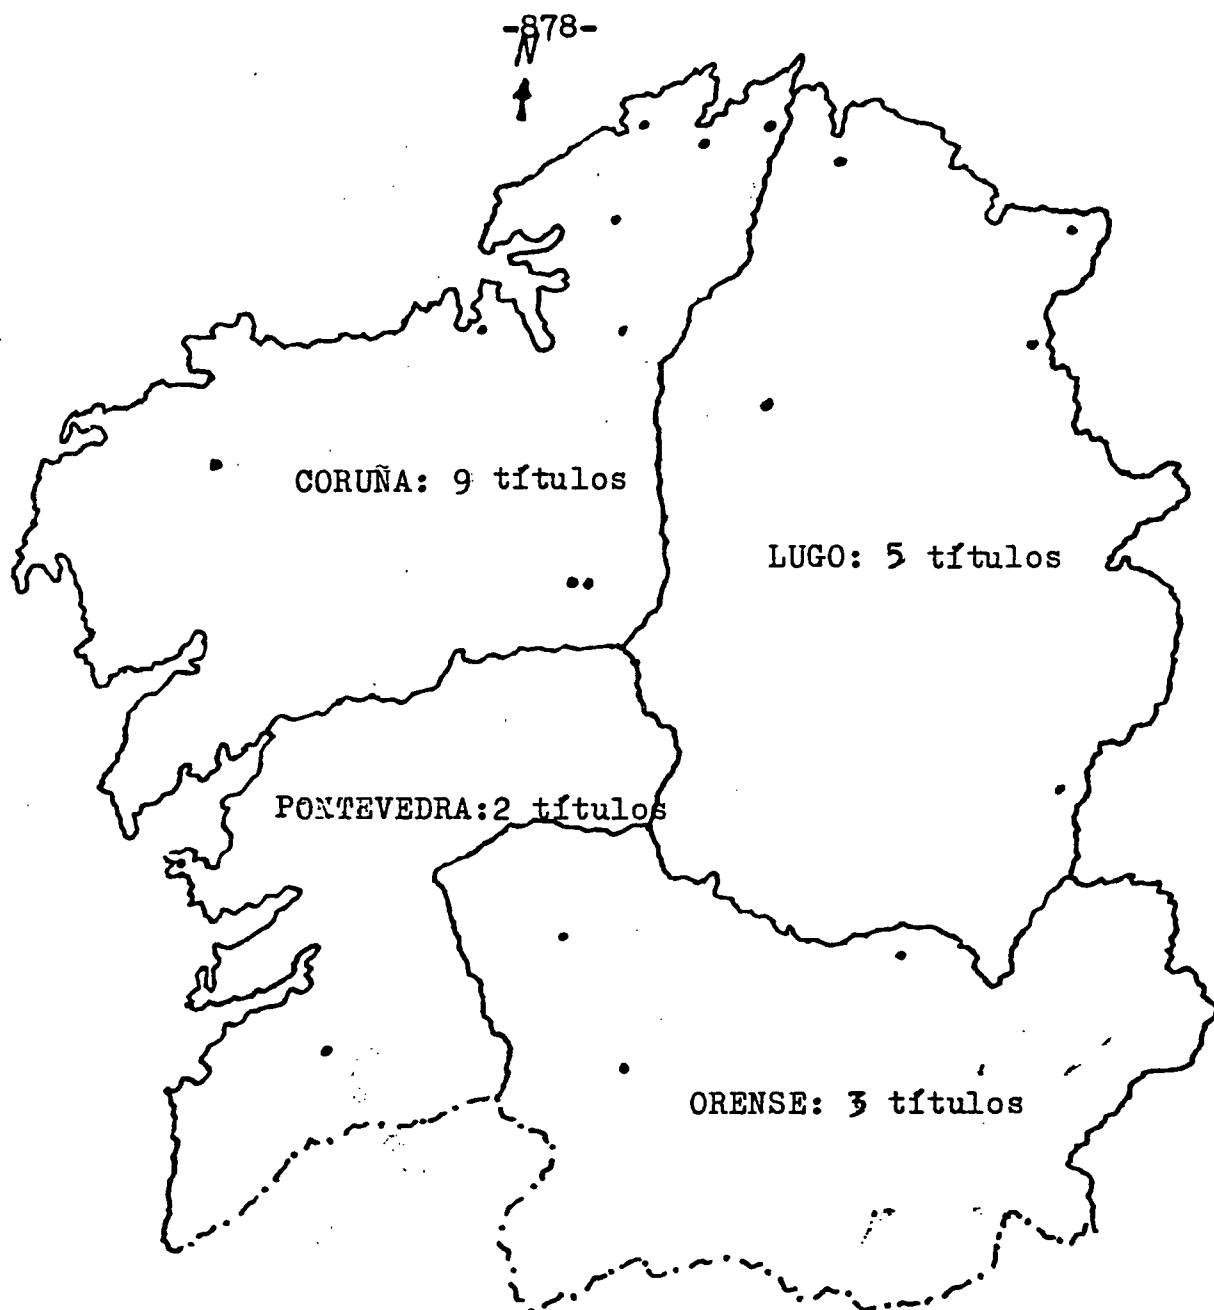 -878-
N
CORUÑA: 9 títulos
LUGO: 5 títulos
PONTEVEDRA:2 títulos
ORENSE: 3 títulos